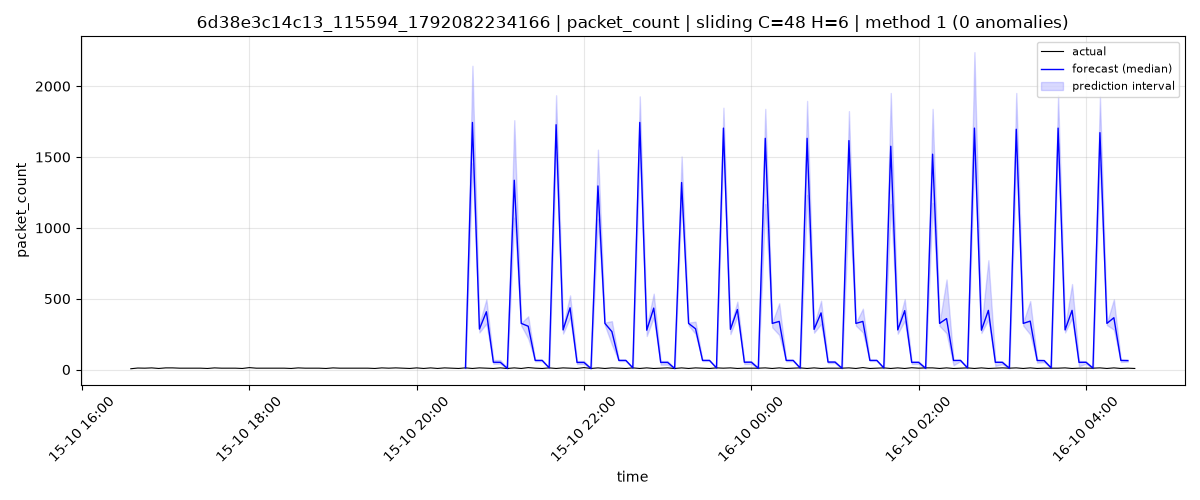 6d38e3c14c13_115594_1792082234166 | packet_count | sliding C=48 H=6 | method 1 (0 anomalies)
actual
forecast (median)
prediction interval
packet_count
2000
1500
1000
500
0
15-10 16:00
15-10 18:00
15-10 20:00
15-10 22:00
16-10 00:00
16-10 02:00
16-10 04:00
time